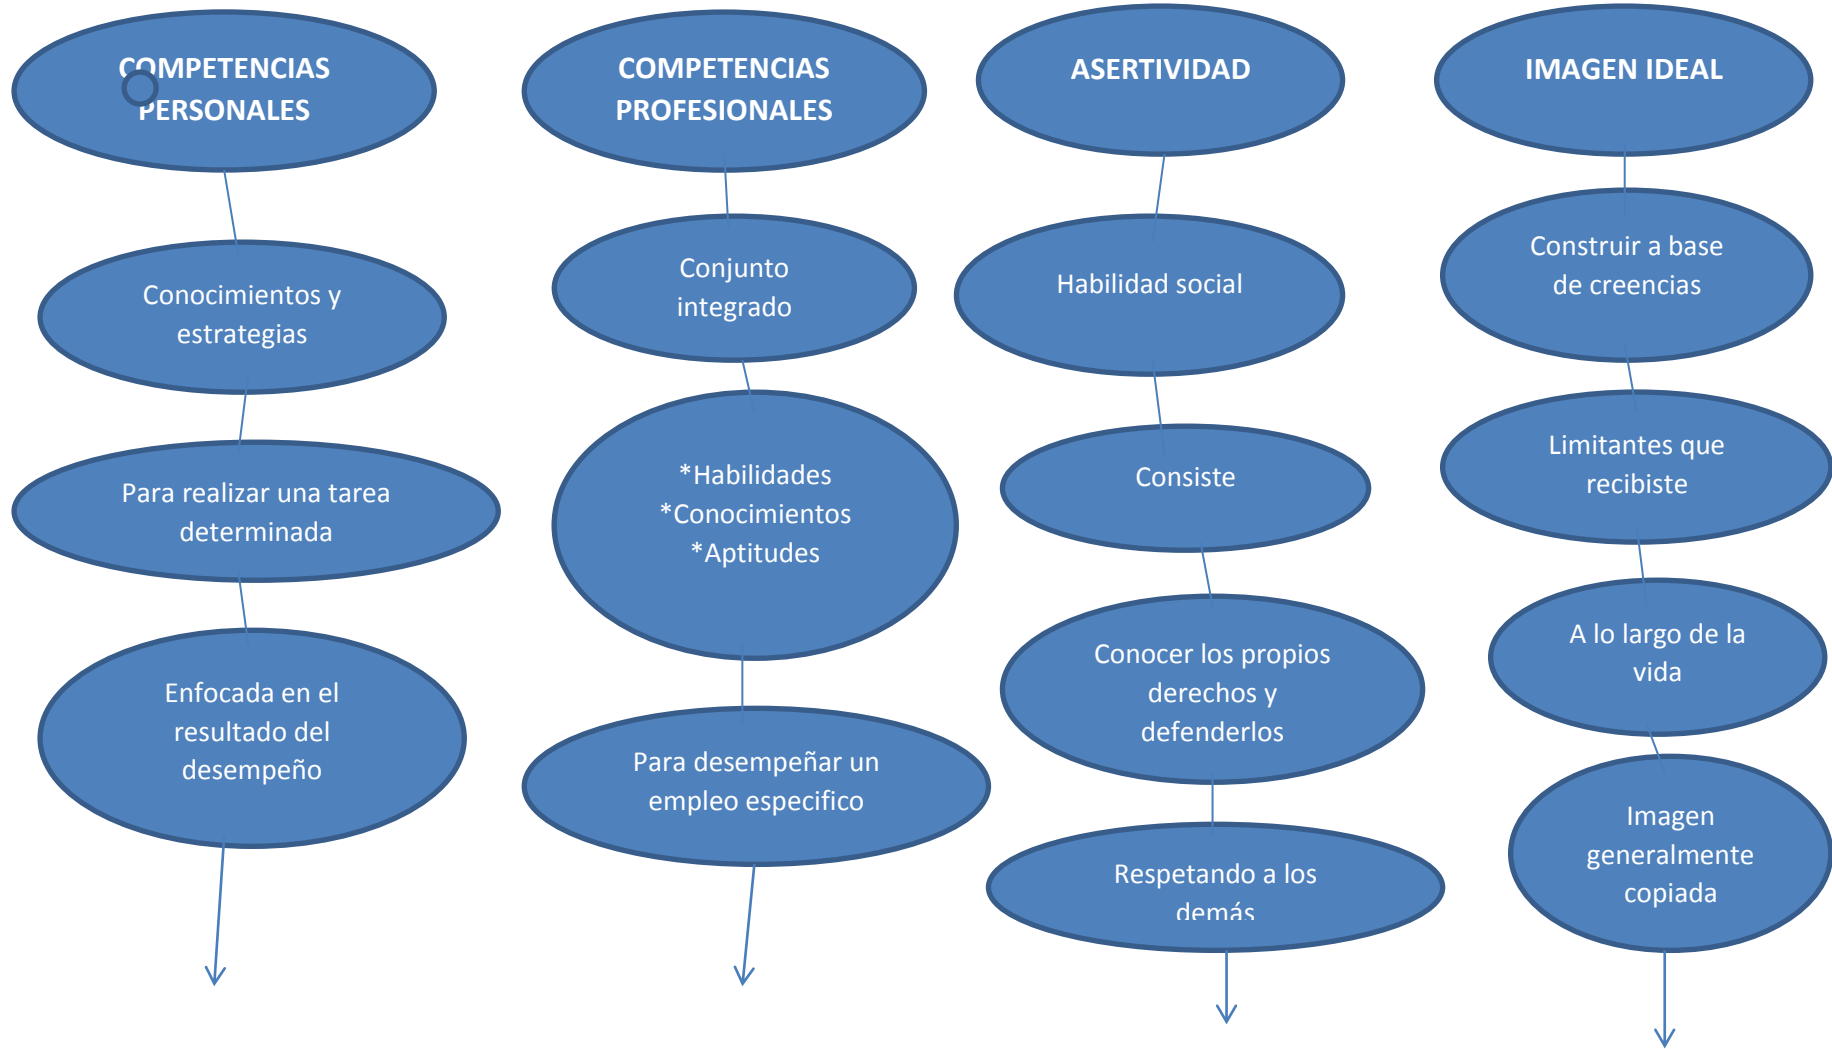 COMPETENCIAS
PERSONALES
Conocimientos y
estrategias
Para realizar una tarea
determinada
Enfocada en el
resultado del
desempeño
COMPETENCIAS
PROFESIONALES
Conjunto
integrado
*Habilidades
*Conocimientos
*Aptitudes
Para desempeñar un
empleo especifico
ASERTIVIDAD
Habilidad social
Consiste
Conocer los propios
derechos y
defenderlos
Respetando a los
demás
IMAGEN IDEAL
Construir a base
de creencias
Limitantes que
recibiste
A lo largo de la
vida
Imagen
generalmente
copiada